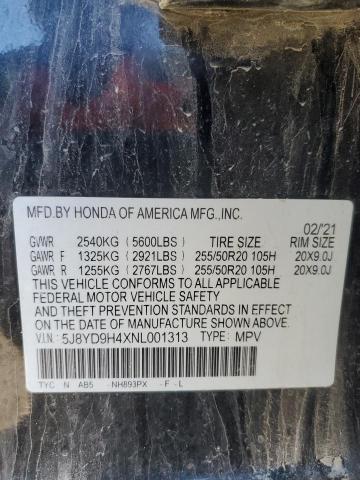 MFD.BY HONDA OF AMERICA MFG.,INC.
02/'21
GVWR 2540KG (5600LBS) TIRE SIZE RIM SIZE
GAWR F 1325KG (2921LBS) 255/50R20 105H 20X9.0J
GAWR R 1255KG (2767LBS) 255/50R20 105H 20X9.0J
THIS VEHICLE CONFORMS TO ALL APPLICABLE
FEDERAL MOTOR VEHICLE SAFETY
AND THEFT PREVENTION STANDARDS IN EFFECT
ON THE DATE OF MANUFACTURE SHOWN ABOVE.
V.I.N: 5J8YD9H4XNL001313 TYPE: MPV
TYC N AB5 -NH893PX -F -L